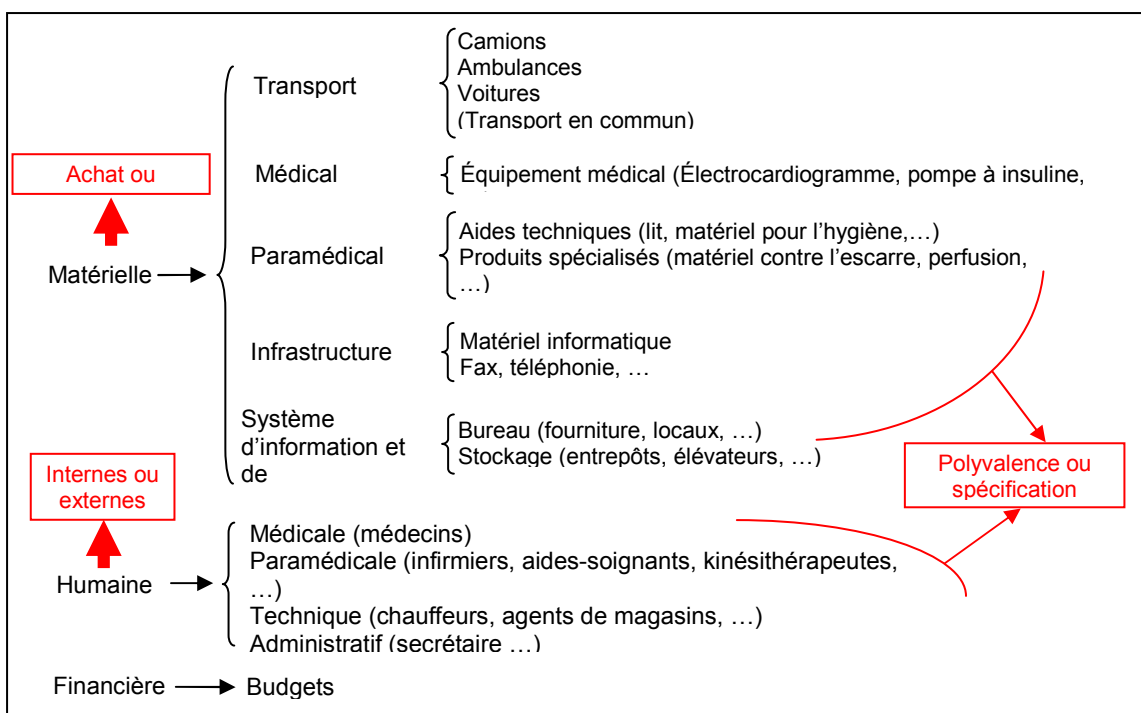 Camions
Ambulances
Voitures
(Transport en commun)
Transport
Achat ou
Médical
Équipement médical (Électrocardiogramme, pompe à insuline,
Matérielle
Paramédical
Aides techniques (lit, matériel pour l'hygiène,…)
Produits spécialisés (matériel contre l'escarre, perfusion,
…)
Infrastructure
Matériel informatique
Fax, téléphonie, …
Système
d'information et
de
Bureau (fourniture, locaux, …)
Stockage (entrepôts, élévateurs, …)
Internes ou
externes
Polyvalence ou
spécification
Humaine
Médicale (médecins)
Paramédicale (infirmiers, aides-soignants, kinésithérapeutes,
…)
Technique (chauffeurs, agents de magasins, …)
Administratif (secrétaire …)
Financière
Budgets